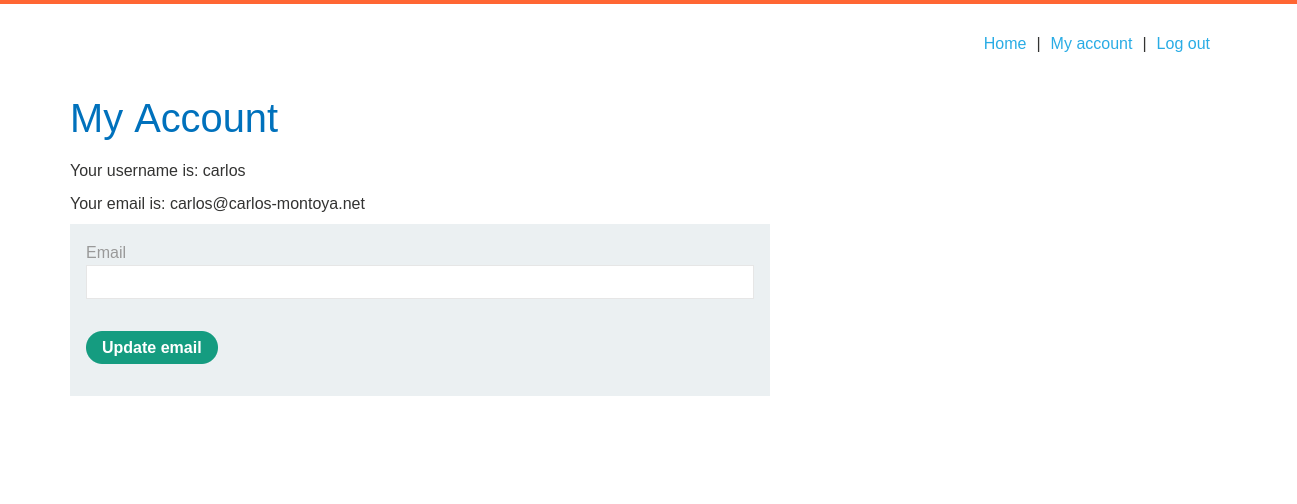 Home | My account | Log out
My Account
Your username is: carlos
Your email is: carlos@carlos-montoya.net
Email
Update email